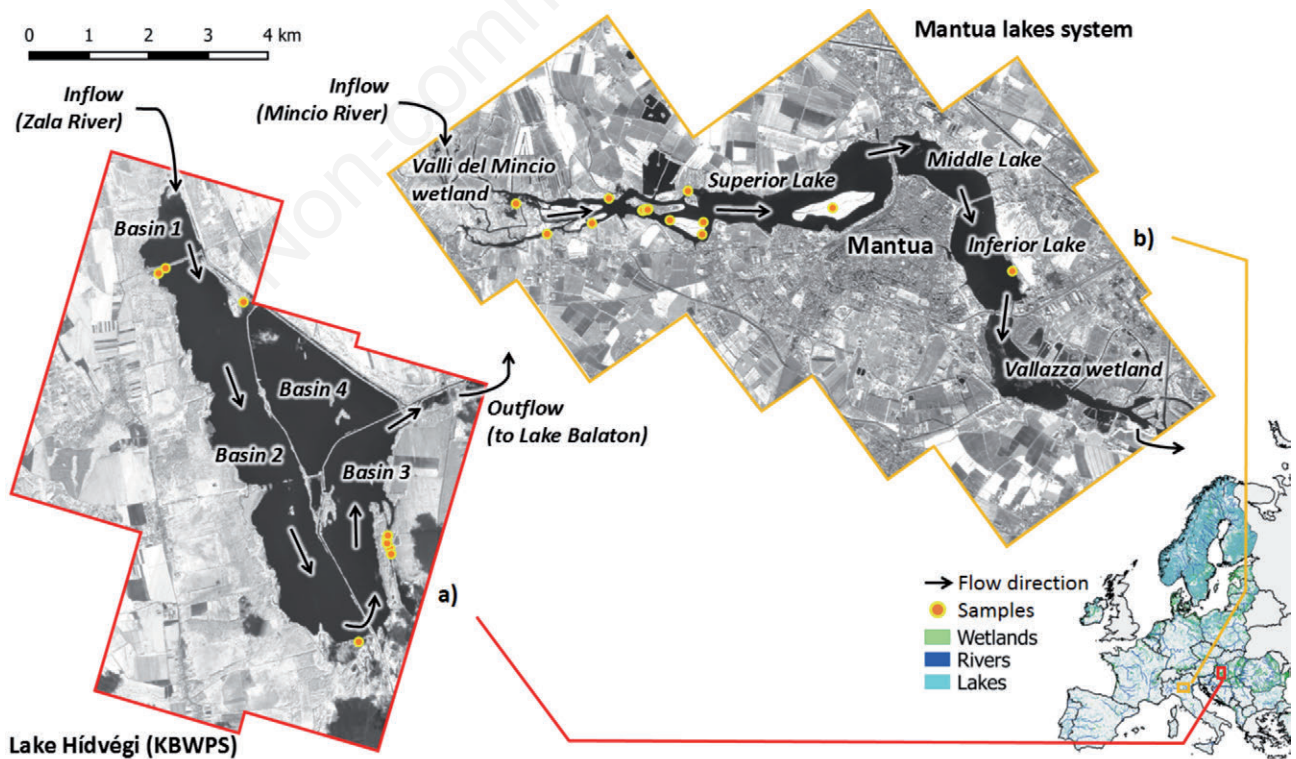 0 1 2 3 4 km
Mantua lakes system
Inflow
(Zala River)
Inflow
(Mincio River)
Non-comm
Valli del Mincio
wetland
Superior Lake
Middle Lake
Mantua
Inferior Lake
b)
Vallazza wetland
Basin 1
Basin 4
Basin 2
Basin 3
Outflow
(to Lake Balaton)
a)
Flow direction
Samples
Wetlands
Rivers
Lakes
Lake Hídvégi (KBWPS)